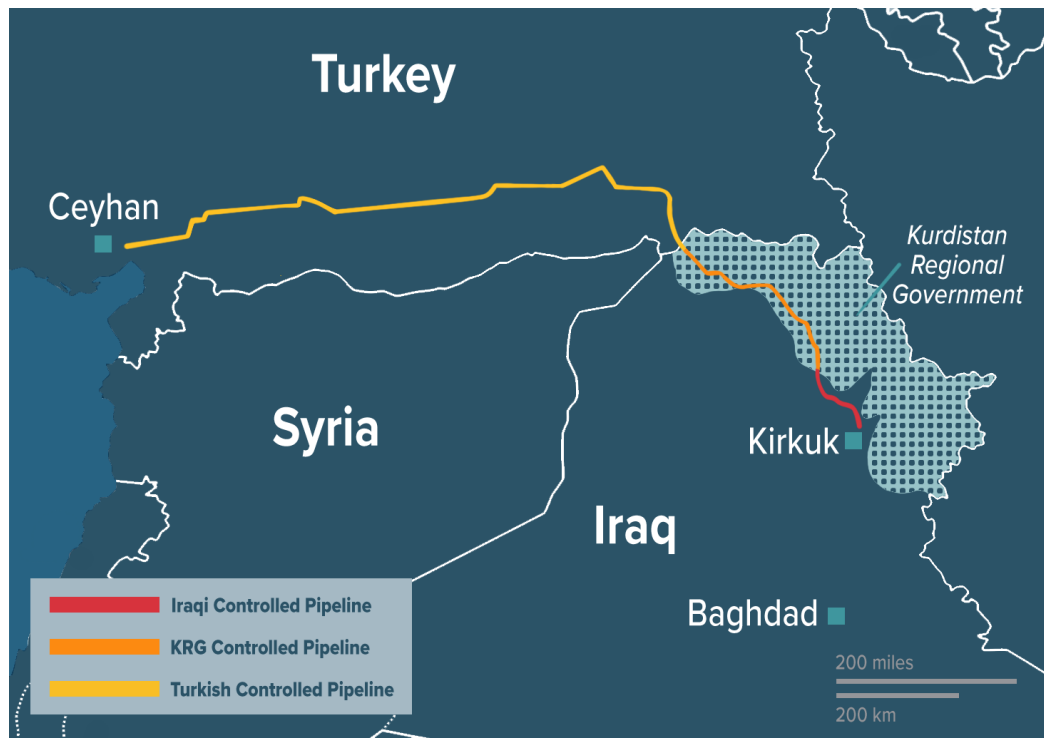 Turkey
Ceyhan
Kurdistan
Regional
Government
Syria
Kirkuk
Iraq
Baghdad
Iraqi Controlled Pipeline
KRG Controlled Pipeline
Turkish Controlled Pipeline
200 miles
200 km